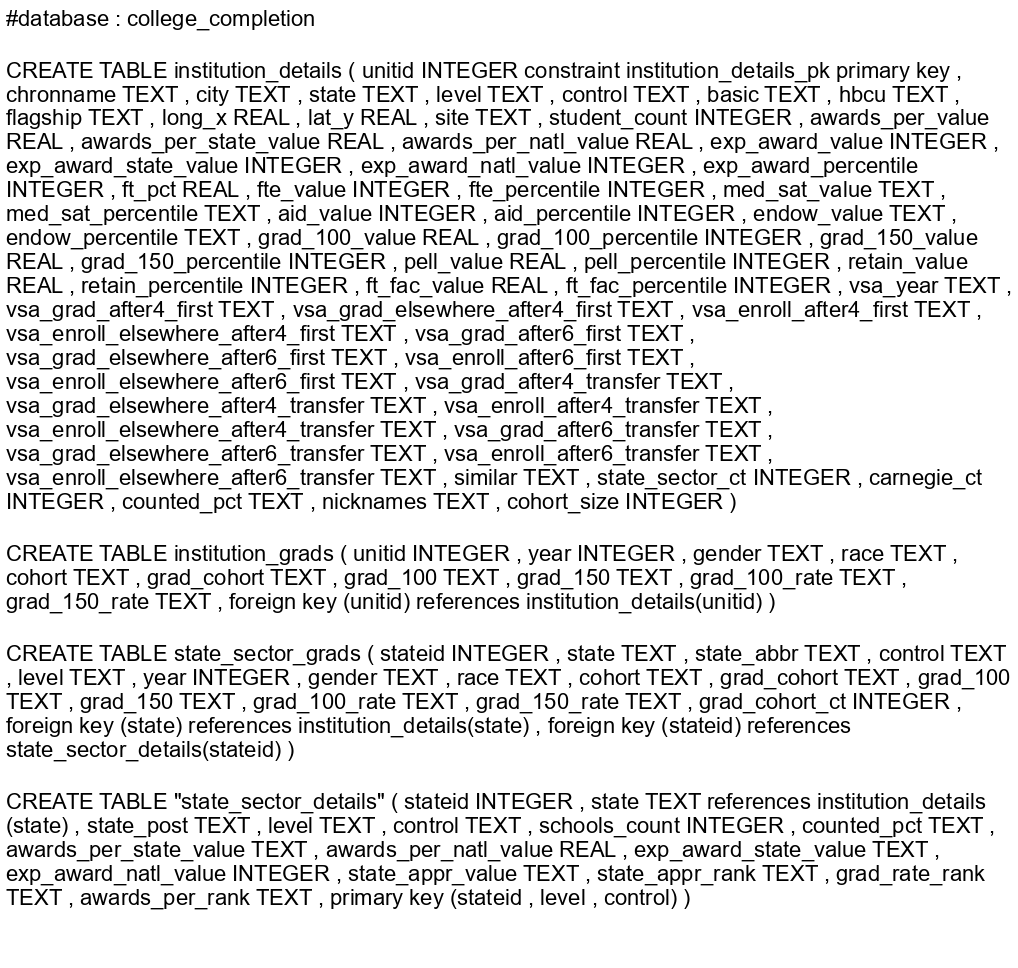 #database : college_completion
CREATE TABLE institution_details ( unitid INTEGER constraint institution_details_pk primary key ,
chronname TEXT , city TEXT , state TEXT , level TEXT , control TEXT , basic TEXT , hbcu TEXT ,
flagship TEXT , long_x REAL , lat_y REAL , site TEXT , student_count INTEGER , awards_per_value
REAL , awards_per_state_value REAL , awards_per_natl_value REAL , exp_award_value INTEGER ,
exp_award_state_value INTEGER , exp_award_natl_value INTEGER , exp_award_percentile
INTEGER , ft_pct REAL , fte_value INTEGER , fte_percentile INTEGER , med_sat_value TEXT ,
med_sat_percentile TEXT , aid_value INTEGER , aid_percentile INTEGER , endow_value TEXT ,
endow_percentile TEXT , grad_100_value REAL , grad_100_percentile INTEGER , grad_150_value
REAL , grad_150_percentile INTEGER , pell_value REAL , pell_percentile INTEGER , retain_value
REAL , retain_percentile INTEGER , ft_fac_value REAL , ft_fac_percentile INTEGER , vsa_year TEXT ,
vsa_grad_after4_first TEXT , vsa_grad_elsewhere_after4_first TEXT , vsa_enroll_after4_first TEXT ,
vsa_enroll_elsewhere_after4_first TEXT , vsa_grad_after6_first TEXT ,
vsa_grad_elsewhere_after6_first TEXT , vsa_enroll_after6_first TEXT ,
vsa_enroll_elsewhere_after6_first TEXT , vsa_grad_after4_transfer TEXT ,
vsa_grad_elsewhere_after4_transfer TEXT , vsa_enroll_after4_transfer TEXT ,
vsa_enroll_elsewhere_after4_transfer TEXT , vsa_grad_after6_transfer TEXT ,
vsa_grad_elsewhere_after6_transfer TEXT , vsa_enroll_after6_transfer TEXT ,
vsa_enroll_elsewhere_after6_transfer TEXT , similar TEXT , state_sector_ct INTEGER , carnegie_ct
INTEGER , counted_pct TEXT , nicknames TEXT , cohort_size INTEGER )
CREATE TABLE institution_grads ( unitid INTEGER , year INTEGER , gender TEXT , race TEXT ,
cohort TEXT , grad_cohort TEXT , grad_100 TEXT , grad_150 TEXT , grad_100_rate TEXT ,
grad_150_rate TEXT , foreign key (unitid) references institution_details(unitid) )
CREATE TABLE state_sector_grads ( stateid INTEGER , state TEXT , state_abbr TEXT , control TEXT
, level TEXT , year INTEGER , gender TEXT , race TEXT , cohort TEXT , grad_cohort TEXT , grad_100
TEXT , grad_150 TEXT , grad_100_rate TEXT , grad_150_rate TEXT , grad_cohort_ct INTEGER ,
foreign key (state) references institution_details(state) , foreign key (stateid) references
state_sector_details(stateid) )
CREATE TABLE "state_sector_details" ( stateid INTEGER , state TEXT references institution_details
(state) , state_post TEXT , level TEXT , control TEXT , schools_count INTEGER , counted_pct TEXT ,
awards_per_state_value TEXT , awards_per_natl_value REAL , exp_award_state_value TEXT ,
exp_award_natl_value INTEGER , state_appr_value TEXT , state_appr_rank TEXT , grad_rate_rank
TEXT , awards_per_rank TEXT , primary key (stateid , level , control) )